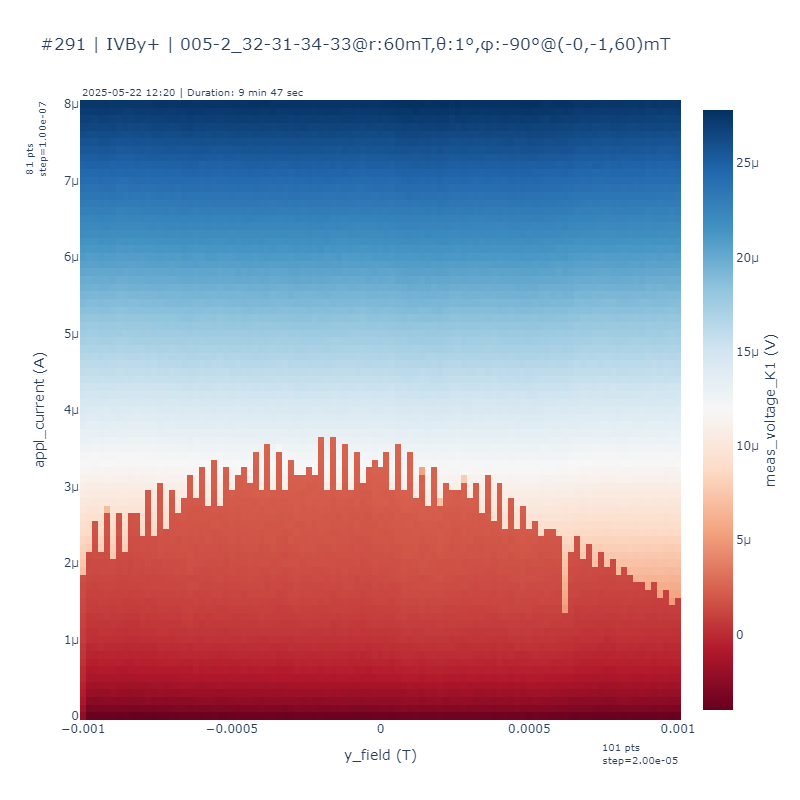 #291 | IVBy+ | 005-2_32-31-34-33@r:60mT,θ:1°,φ:-90°@(-0,-1,60)mT
2025-05-22 12:20 | Duration: 9 min 47 sec
81 pts
step=1.00e-07
8μ
7μ
6μ
5μ
4μ
3μ
2μ
1μ
0
appl_current (A)
−0.001
−0.0005
0
0.0005
0.001
y_field (T)
101 pts
step=2.00e-05
25μ
20μ
15μ
10μ
5μ
0
meas_voltage_K1 (V)